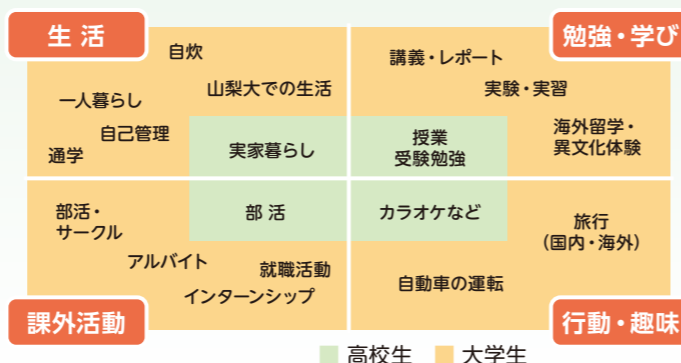 生活
自炊
山梨大での生活
一人暮らし
自己管理
通学
実家暮らし
勉強・学び
講義・レポート
実験・実習
海外留学・
異文化体験
授業
受験勉強
部活・
サークル
部活
アルバイト
就職活動
インターンシップ
課外活動
カラオケなど
旅行
（国内・海外）
自動車の運転
行動・趣味
高校生 大学生